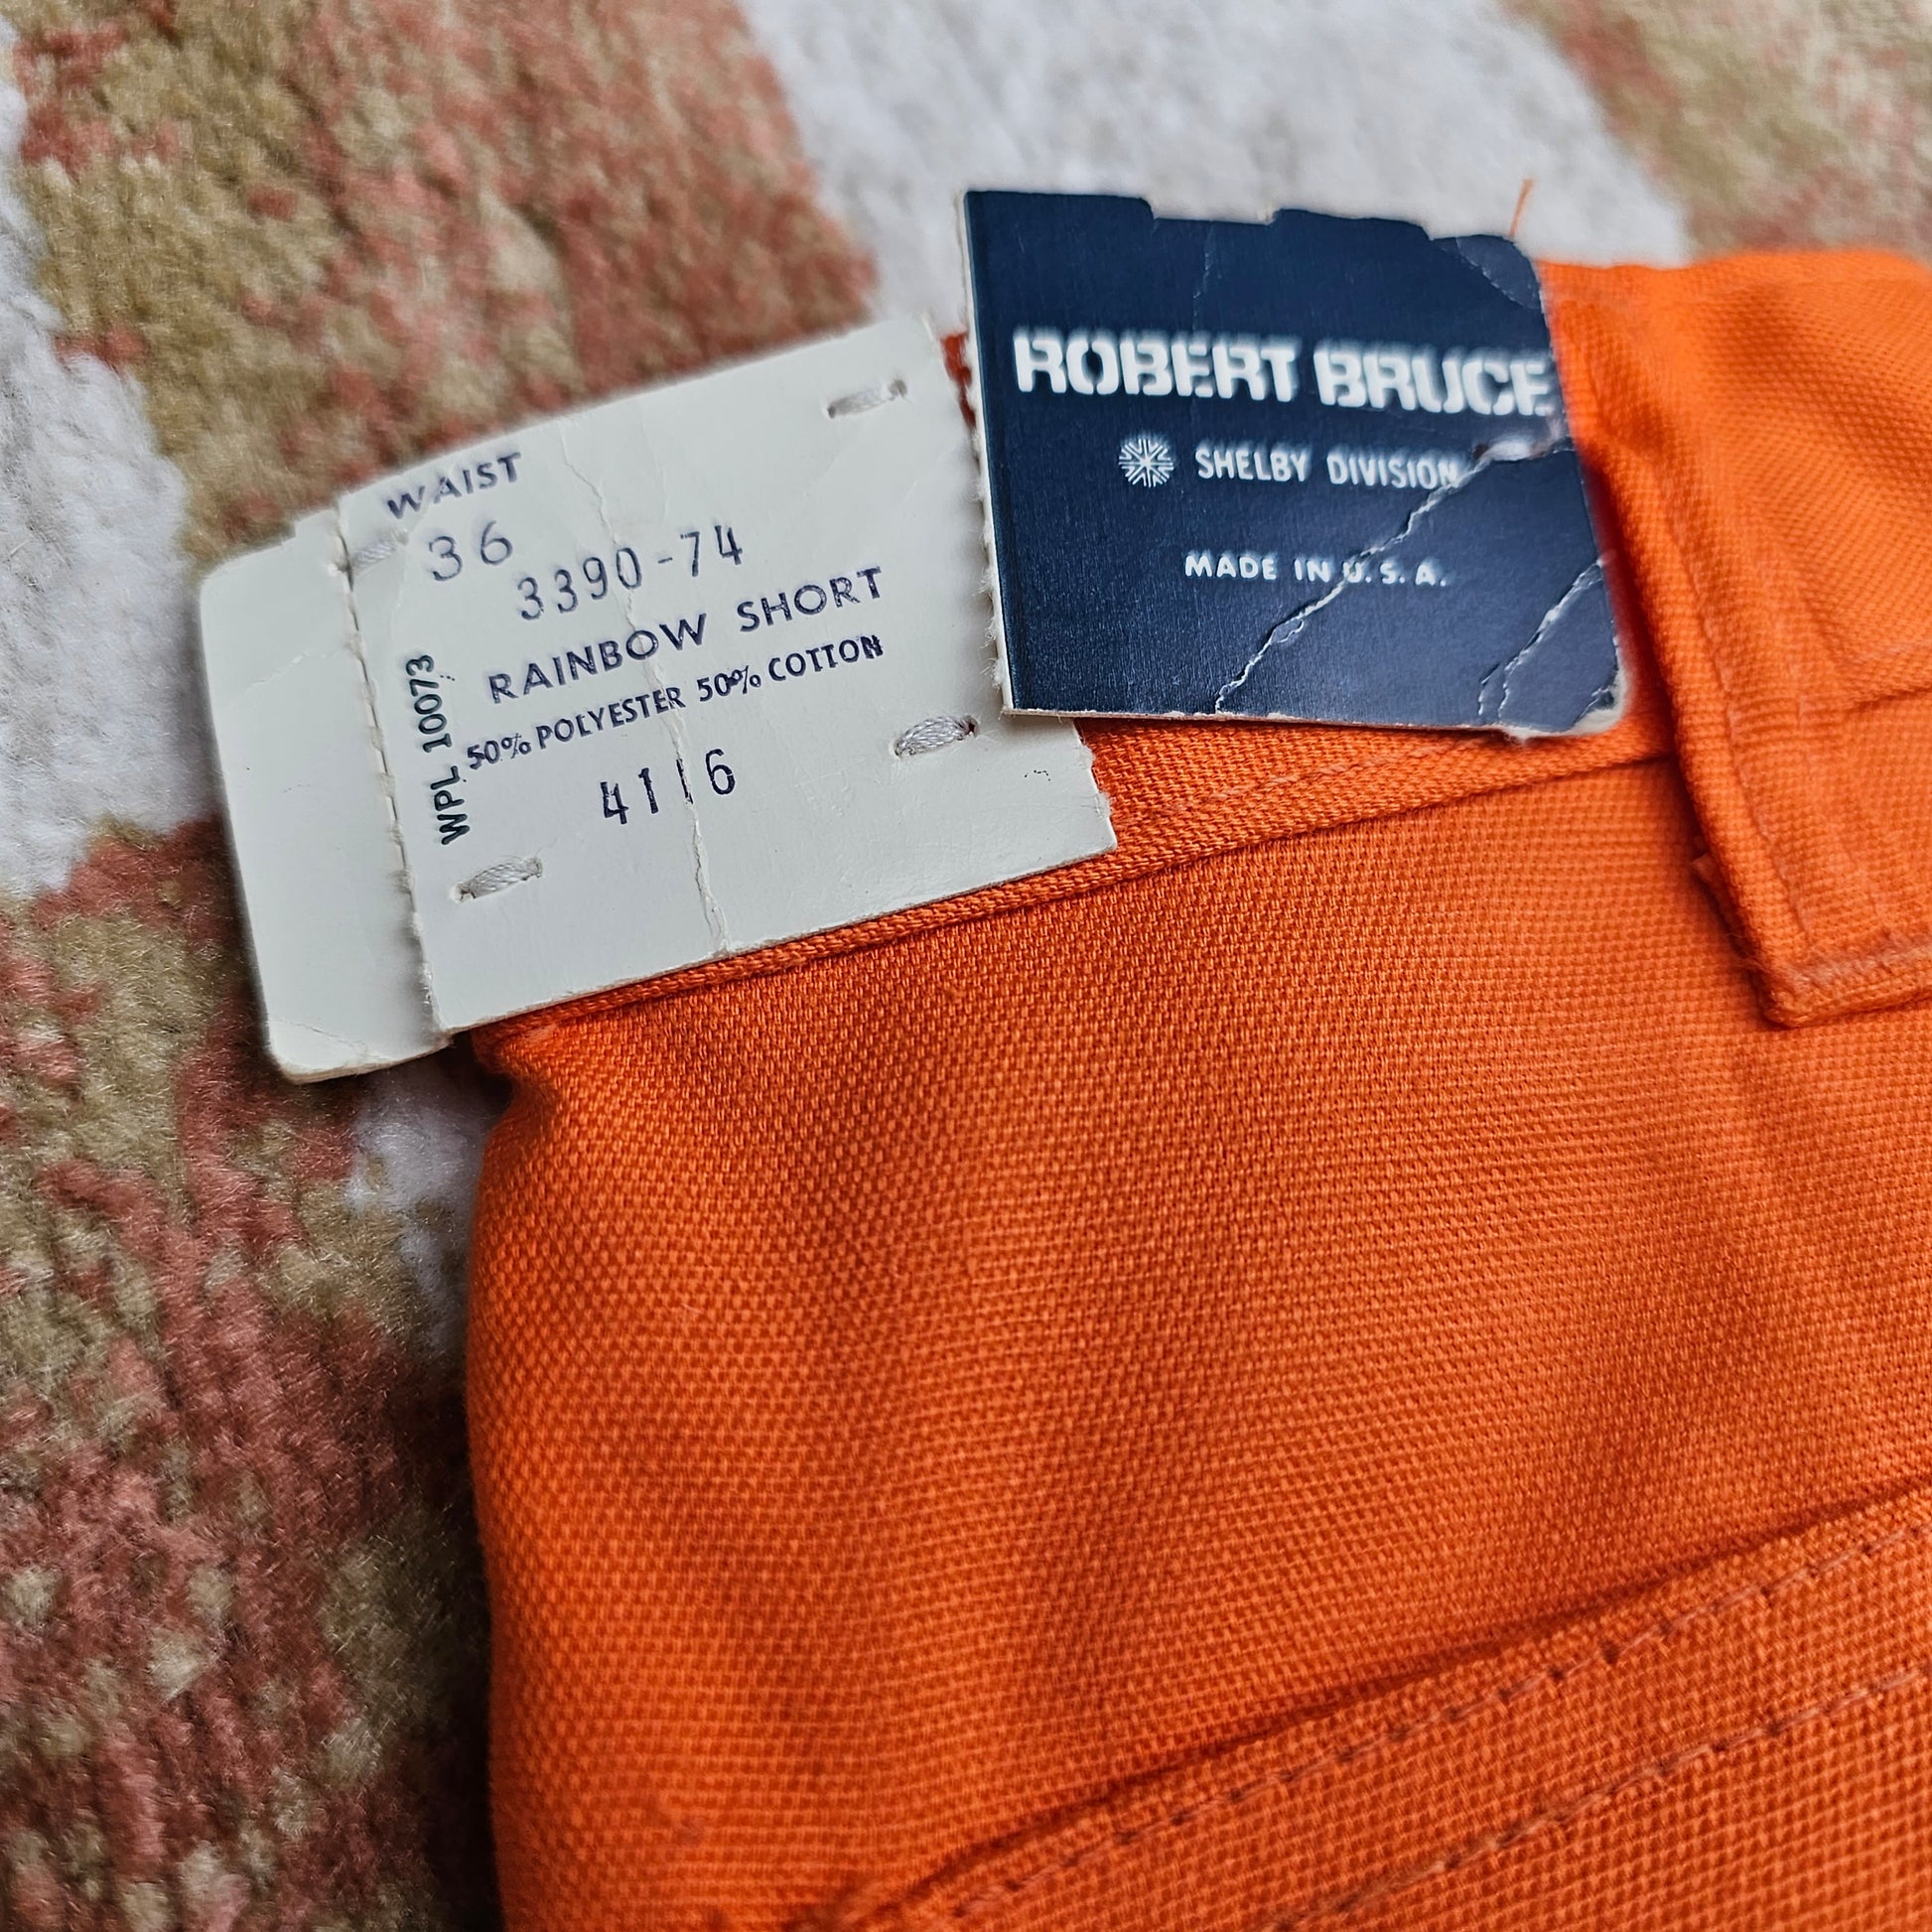 WAIST
36
3390-74
RAINBOW SHORT
50% POLYESTER 50% COTTON
4116
WPL 10073
ROBERT BRUCE
SHELBY DIVISION
MADE IN U.S.A.